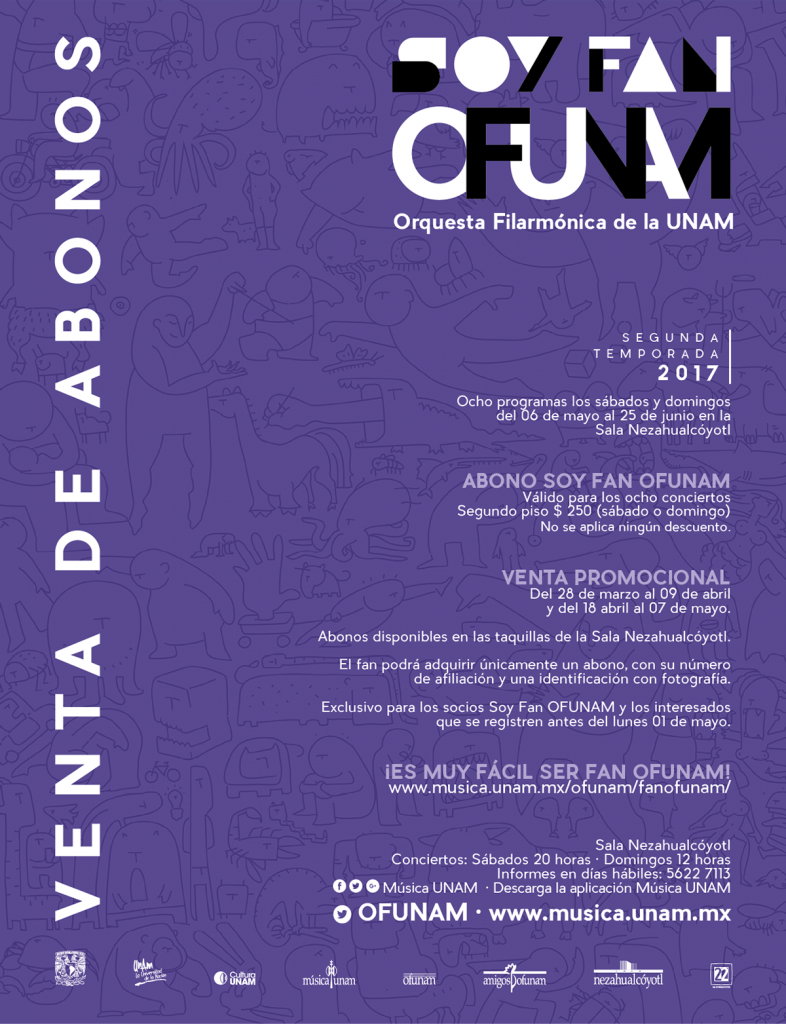 VENTA DE ABONOS
SOY FAN
OFUNAM
Orquesta Filarmónica de la UNAM
SEGUNDA
TEMPORADA
2017
Ocho programas los sábados y domingos
del 06 de mayo al 25 de junio en la
Sala Nezahualcóyotl
ABONO SOY FAN OFUNAM
Válido para los ocho conciertos
Segundo piso $ 250 (sábado o domingo)
No se aplica ningún descuento.
VENTA PROMOCIONAL
Del 28 de marzo al 09 de abril
y del 18 abril al 07 de mayo.
Abonos disponibles en las taquillas de la Sala Nezahualcóyotl.
El fan podrá adquirir únicamente un abono, con su número
de afiliación y una identificación con fotografía.
Exclusivo para los socios Soy Fan OFUNAM y los interesados
que se registren antes del lunes 01 de mayo.
¡ES MUY FÁCIL SER FAN OFUNAM!
www.musica.unam.mx/ofunam/fanofunam/
Sala Nezahualcóyotl
Conciertos: Sábados 20 horas · Domingos 12 horas
Informes en días hábiles: 5622 7113
Música UNAM · Descarga la aplicación Música UNAM
OFUNAM · www.musica.unam.mx
UNAM
La Universidad
de la Nación
Cultura
UNAM
música unam
ofunam
amigos ofunam
nezahualcóyotl
22